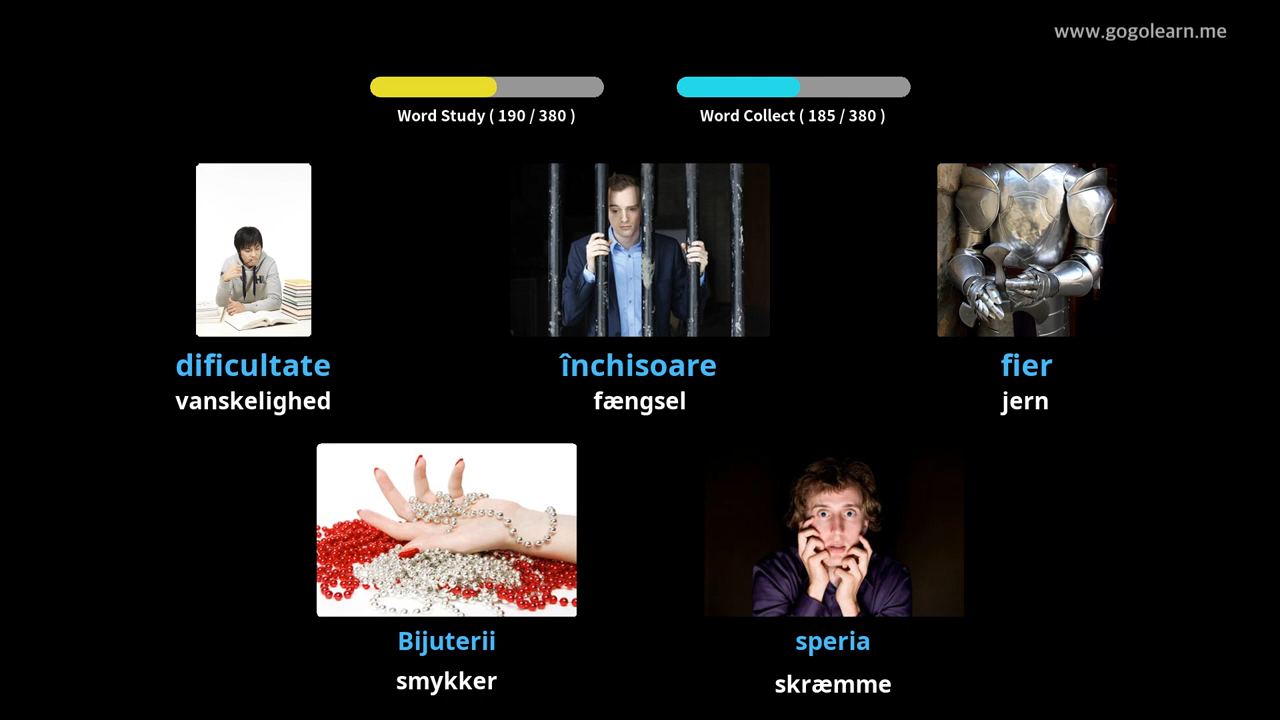 www.gogolearn.me
Word Study ( 190 / 380 )
Word Collect ( 185 / 380 )
dificultate
vanskelighed
închisoare
fængsel
fier
jern
Bijuterii
smykker
speria
skræmme